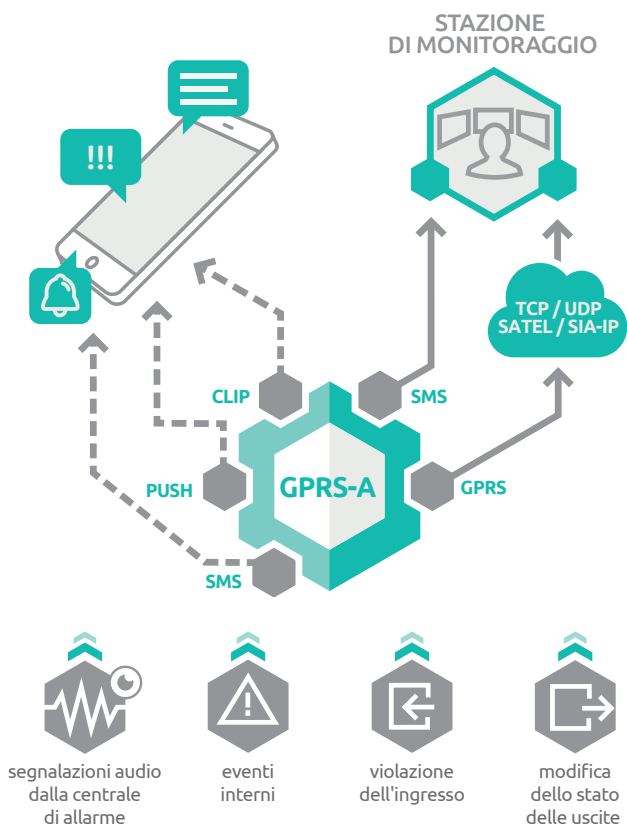 STAZIONE
DI MONITORAGGIO
!!!
TCP / UDP
SATEL / SIA-IP
CLIP
SMS
PUSH
GPRS-A
GPRS
SMS
segnalazioni audio
dalla centrale
di allarme
eventi
interni
violazione
dell'ingresso
modifica
dello stato
delle uscite